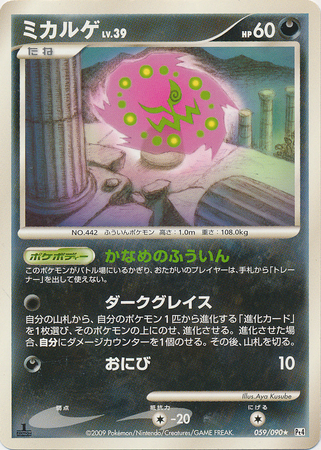 ミカルゲ LV.39 HP60
たね
NO.442 ふういんポケモン 高さ：1.0m 重さ：108.0kg
ポケボディー かなめのふういん
このポケモンがバトル場にいるかぎり、おたがいのプレイヤーは、手札から「トレー
ナー」を出して使えない。
ダークグレイス
自分の山札から、自分のポケモン1匹から進化する「進化カード」
を1枚選び、そのポケモンの上にのせ、進化させる。進化させた場
合、自分にダメージカウンターを1個のせる。その後、山札を切る。
おにび 10
Illus.Aya Kusube
弱点 抵抗力 -20 にげる
1
©2009 Pokémon/Nintendo/Creatures/GAME FREAK. 059/090★ Pt4